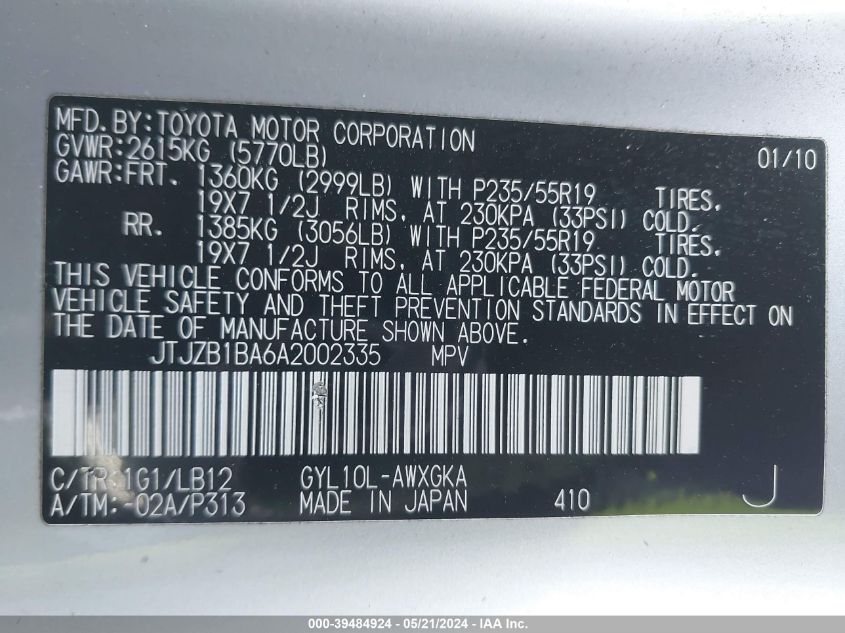 MFD.BY:TOYOTA MOTOR CORPORATION 01/10
GVWR:2615KG (5770LB)
GAWR:FRT. 1360KG (2999LB) WITH P235/55R19 TIRES,
19X7 1/2J RIMS, AT 230KPA (33PSI) COLD.
RR. 1385KG (3056LB) WITH P235/55R19 TIRES,
19X7 1/2J RIMS, AT 230KPA (33PSI) COLD.
THIS VEHICLE CONFORMS TO ALL APPLICABLE FEDERAL MOTOR
VEHICLE SAFETY AND THEFT PREVENTION STANDARDS IN EFFECT ON
THE DATE OF MANUFACTURE SHOWN ABOVE.
JTJZB1BA6A2002335 MPV
C/TR:1G1/LB12 GYL10L-AWXGKA
A/TM:-02A/P313 MADE IN JAPAN 410 J
000-39484924 - 05/21/2024 - IAA Inc.